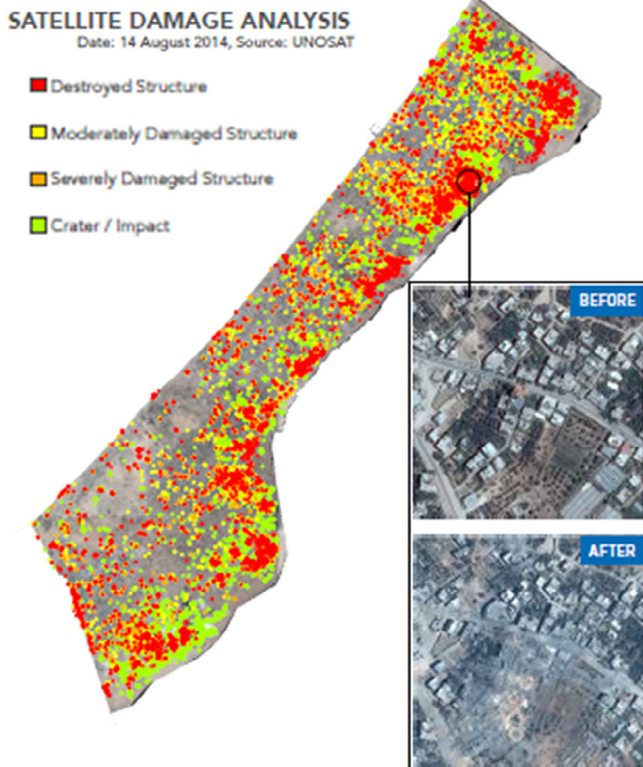 SATELLITE DAMAGE ANALYSIS
Date: 14 August 2014, Source: UNOSAT
Destroyed Structure
Moderately Damaged Structure
Severely Damaged Structure
Crater / Impact
BEFORE
AFTER